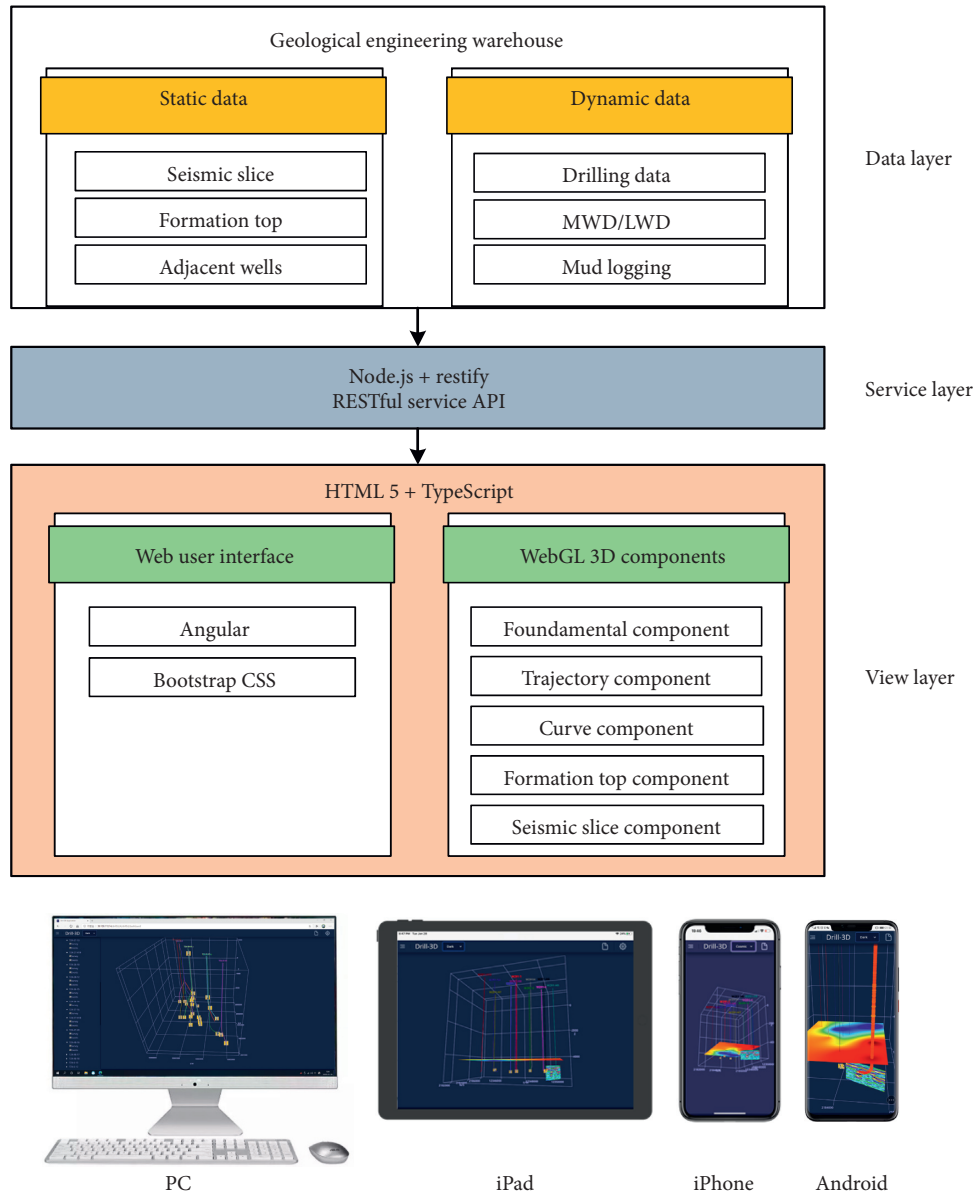 Geological engineering warehouse
Static data
Seismic slice
Formation top
Adjacent wells
Dynamic data
Drilling data
MWD/LWD
Mud logging
Data layer
Node.js + restify
RESTful service API
Service layer
HTML 5 + TypeScript
Web user interface
Angular
Bootstrap CSS
WebGL 3D components
Foundamental component
Trajectory component
Curve component
Formation top component
Seismic slice component
View layer
Drill-3D
Drill-3D
Drill-3D
Drill-3D
PC
iPad
iPhone
Android